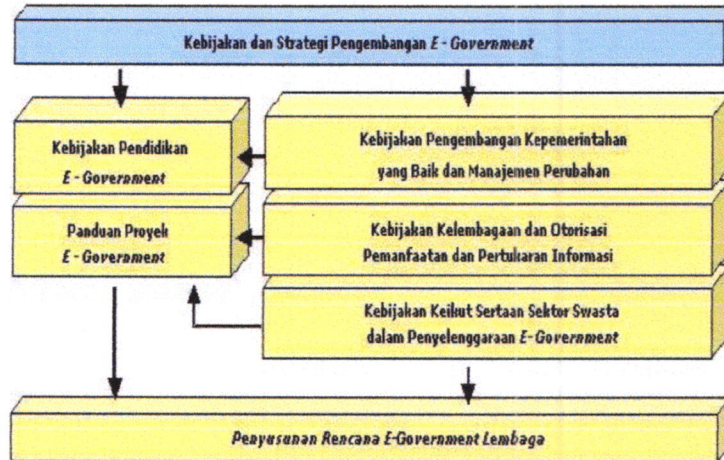 Kebijakan dan Strategi Pengembangan E - Government
Kebijakan Pendidikan
E - Government
Kebijakan Pengembangan Kepemerintahan
yang Baik dan Manajemen Perubahan
Panduan Proyek
E - Government
Kebijakan Kelembagaan dan Otorisasi
Pemanfaatan dan Pertukaran Informasi
Kebijakan Keikut Sertaan Sektor Swasta
dalam Penyelenggaraan E - Government
Penyusunan Rencana E-Government Lembaga